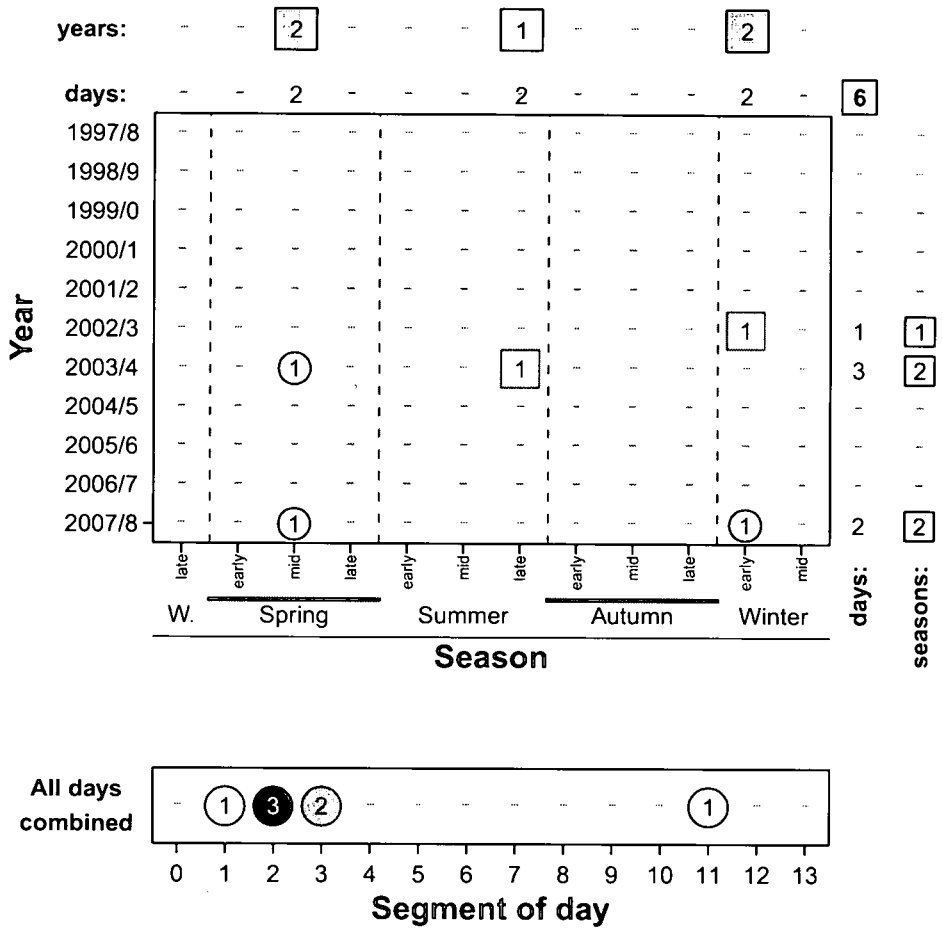 years: - - 2 - - - 1 - - - 2 -
days: - - 2 - - - 2 - - - 2 - 6
1997/8 - - - - - - - - - - - - - -
1998/9 - - - - - - - - - - - - - -
1999/0 - - - - - - - - - - - - - -
2000/1 - - - - - - - - - - - - - -
2001/2 - - - - - - - - - - - - - -
2002/3 - - - - - - - - - - 1 - 1 1
2003/4 - - 1 - - - 1 - - - - - 3 2
2004/5 - - - - - - - - - - - - - -
2005/6 - - - - - - - - - - - - - -
2006/7 - - - - - - - - - - - - - -
2007/8 - - 1 - - - - - - - 1 - 2 2
Year
late early mid late early mid late early mid late early mid
days:
seasons:
W. Spring Summer Autumn Winter
Season
All days
combined
- 1 3 2 - - - - - - - 1 - -
0 1 2 3 4 5 6 7 8 9 10 11 12 13
Segment of day